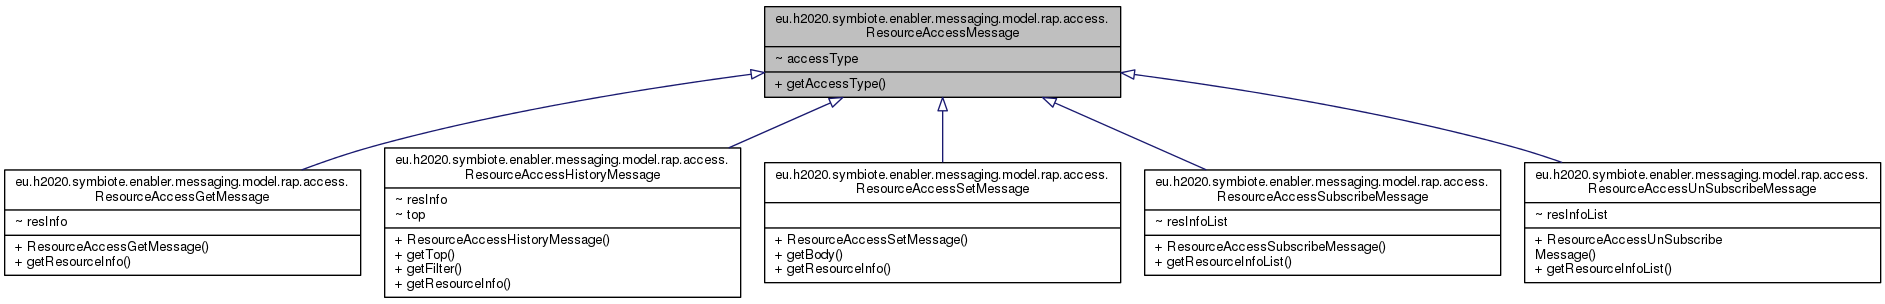 eu.h2020.symbiote.enabler.messaging.model.rap.access.
ResourceAccessMessage
~ accessType
+ getAccessType()
eu.h2020.symbiote.enabler.messaging.model.rap.access.
ResourceAccessGetMessage
~ resInfo
+ ResourceAccessGetMessage()
+ getResourceInfo()
eu.h2020.symbiote.enabler.messaging.model.rap.access.
ResourceAccessHistoryMessage
~ resInfo
~ top
+ ResourceAccessHistoryMessage()
+ getTop()
+ getFilter()
+ getResourceInfo()
eu.h2020.symbiote.enabler.messaging.model.rap.access.
ResourceAccessSetMessage
+ ResourceAccessSetMessage()
+ getBody()
+ getResourceInfo()
eu.h2020.symbiote.enabler.messaging.model.rap.access.
ResourceAccessSubscribeMessage
~ resInfoList
+ ResourceAccessSubscribeMessage()
+ getResourceInfoList()
eu.h2020.symbiote.enabler.messaging.model.rap.access.
ResourceAccessUnSubscribeMessage
~ resInfoList
+ ResourceAccessUnSubscribe
Message()
+ getResourceInfoList()